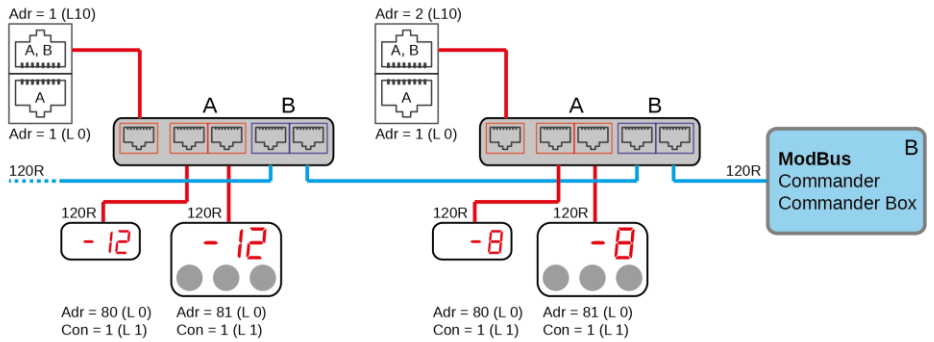 Adr = 1 (L10)
A, B
A
Adr = 1 (L 0)
A
B
120R
120R
-12
120R
-12
Adr = 80 (L 0)
Con = 1 (L 1)
Adr = 81 (L 0)
Con = 1 (L 1)
Adr = 2 (L10)
A, B
A
Adr = 1 (L 0)
A
B
120R
-8
120R
-8
Adr = 80 (L 0)
Con = 1 (L 1)
Adr = 81 (L 0)
Con = 1 (L 1)
120R
B
ModBus
Commander
Commander Box